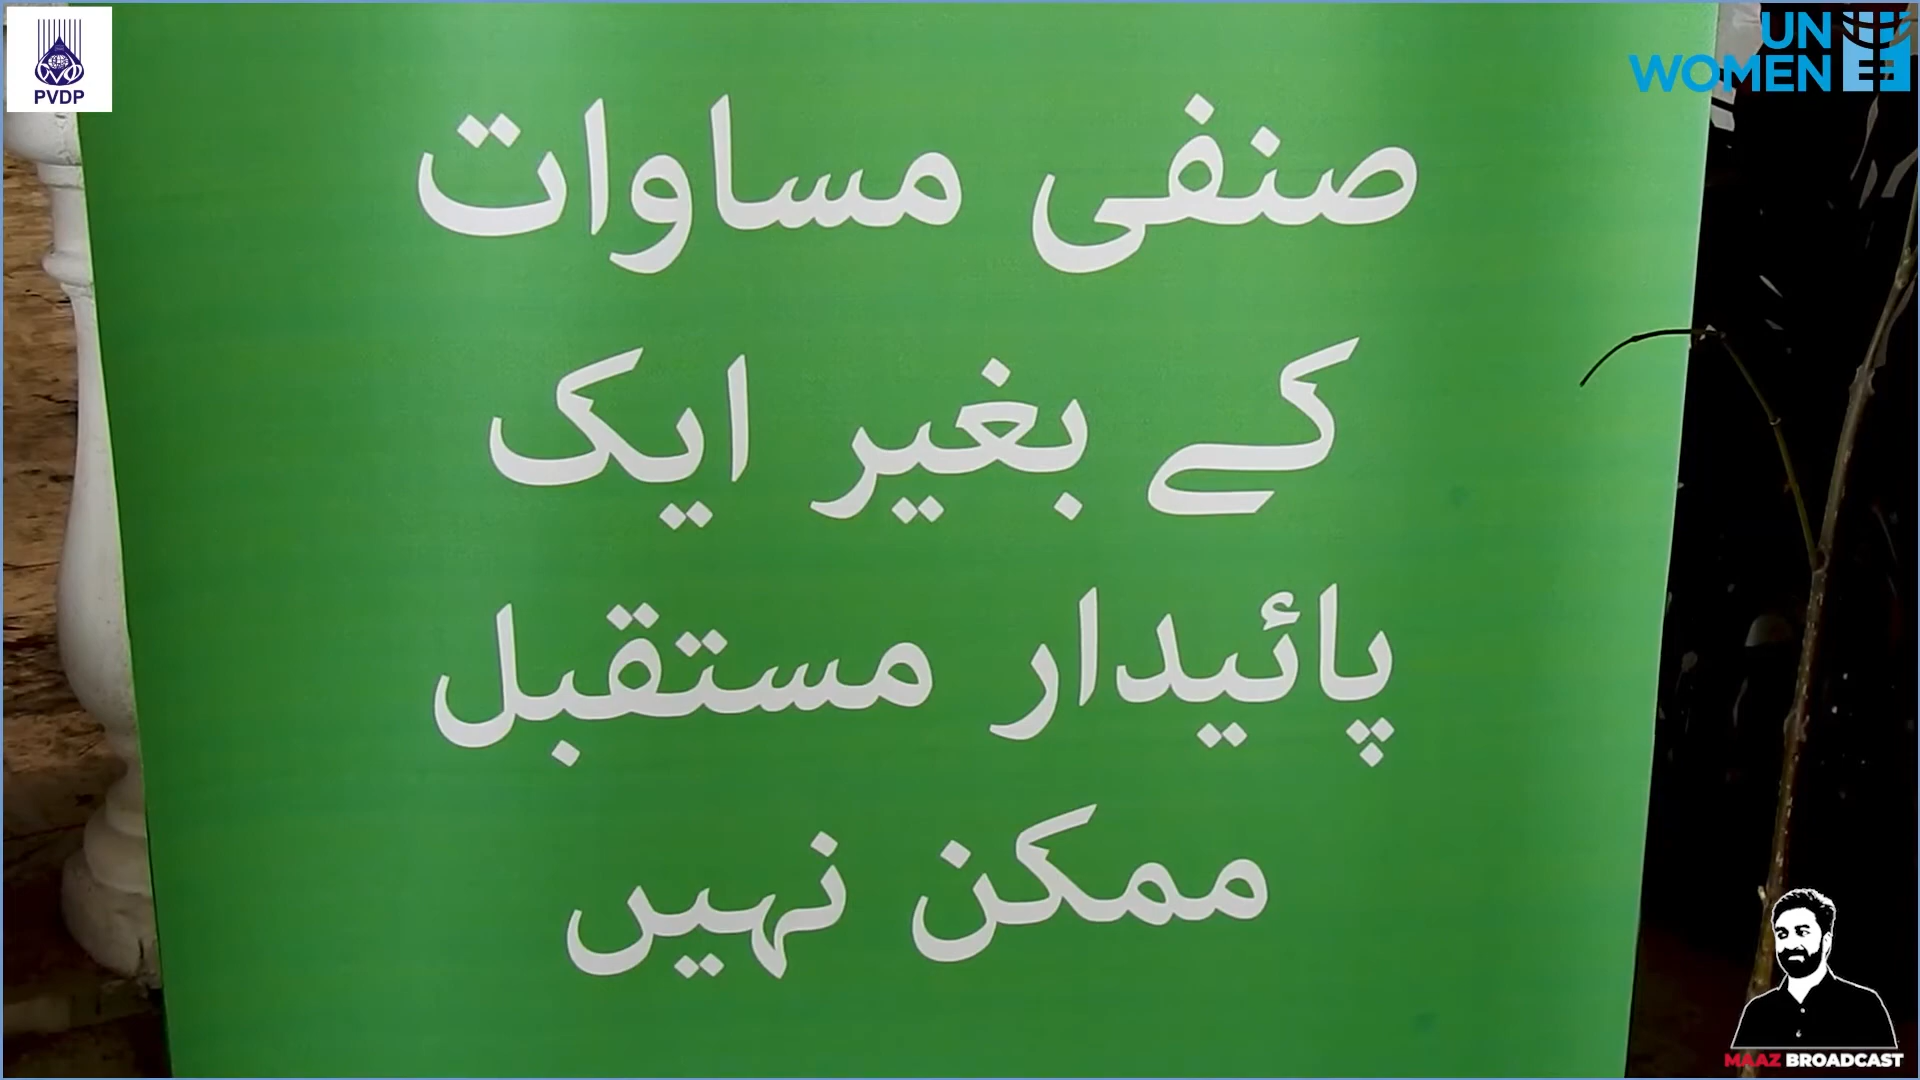 PVDP
UN
WOMEN
صنفی مساوات
کے بغیر ایک
پائیدار مستقبل
ممکن نہیں
MAAZ BROADCAST